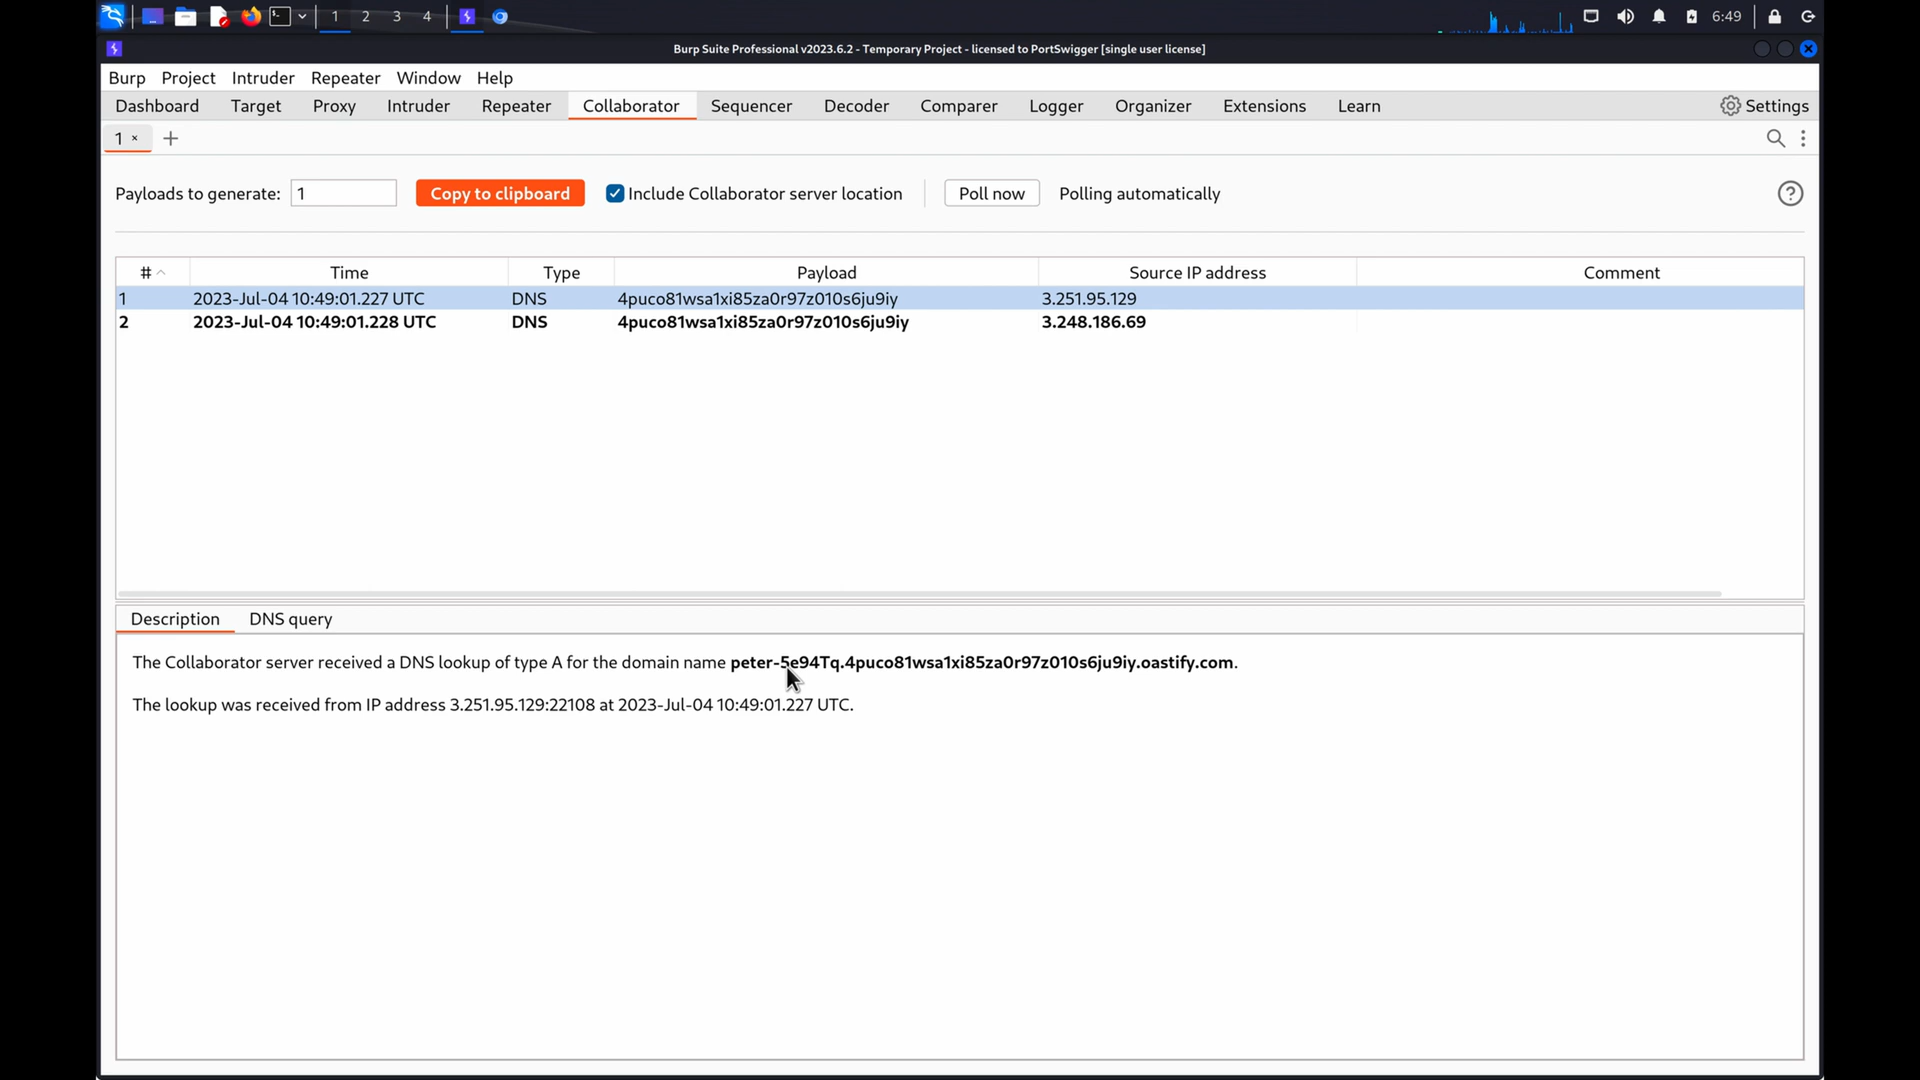 1 2 3 4 6:49
Burp Suite Professional v2023.6.2 - Temporary Project - licensed to PortSwigger [single user license]
Burp Project Intruder Repeater Window Help
Dashboard Target Proxy Intruder Repeater Collaborator Sequencer Decoder Comparer Logger Organizer Extensions Learn Settings
1 × +
Payloads to generate: 1 Copy to clipboard Include Collaborator server location Poll now Polling automatically ?
# Time Type Payload Source IP address Comment
1 2023-Jul-04 10:49:01.227 UTC DNS 4puco81wsa1xi85za0r97z010s6ju9iy 3.251.95.129
2 2023-Jul-04 10:49:01.228 UTC DNS 4puco81wsa1xi85za0r97z010s6ju9iy 3.248.186.69
Description DNS query
The Collaborator server received a DNS lookup of type A for the domain name peter-5e94Tq.4puco81wsa1xi85za0r97z010s6ju9iy.oastify.com.
The lookup was received from IP address 3.251.95.129:22108 at 2023-Jul-04 10:49:01.227 UTC.